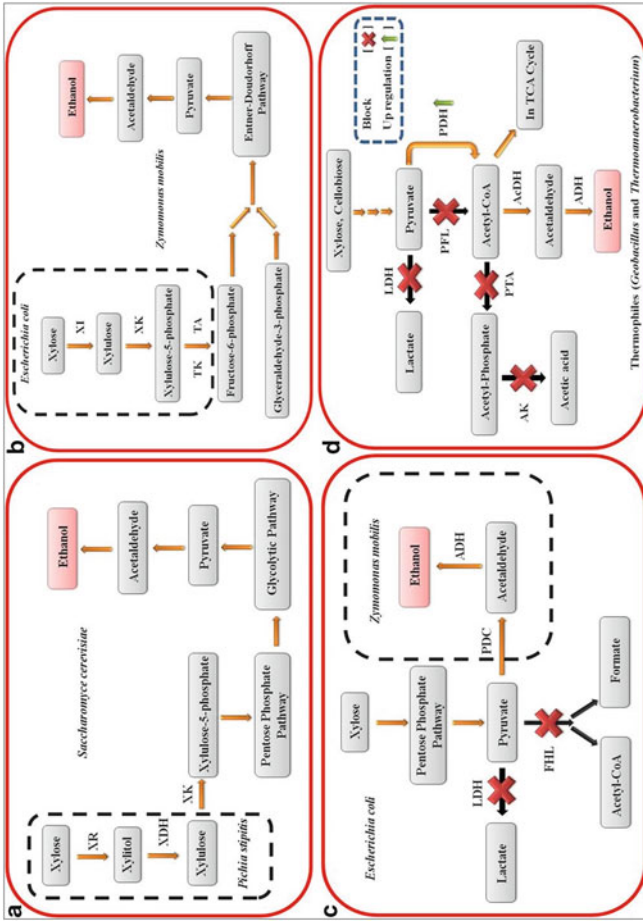 a
Saccharomyce cerevisiae
Xylose
XR
Xylitol
XDH
Xylulose
Pichia stipitis
XK
Xylulose-5-phosphate
Pentose Phosphate
Pathway
Glycolytic Pathway
Pyruvate
Acetaldehyde
Ethanol
b
Escherichia coli
Xylose
XI
Xylulose
XK
Xylulose-5-phosphate
TK
TA
Fructose-6-phosphate
Glyceraldehyde-3-phosphate
Zymomonas mobilis
Entner-Doudorhoff
Pathway
Pyruvate
Acetaldehyde
Ethanol
c
Escherichia coli
Xylose
Pentose Phosphate
Pathway
Pyruvate
LDH
Lactate
FHL
Acetyl-CoA
Formate
PDC
Zymomonas mobilis
Acetaldehyde
ADH
Ethanol
d
Xylose, Cellobiose
Pyruvate
LDH
Lactate
PFL
PDH
Acetyl-CoA
PTA
Acetyl-Phosphate
AK
Acetic acid
AcDH
Acetaldehyde
ADH
Ethanol
In TCA Cycle
Block [ ]
Up regulation [ ]
Thermophiles (Geobacillus and Thermoanaerobacterium)